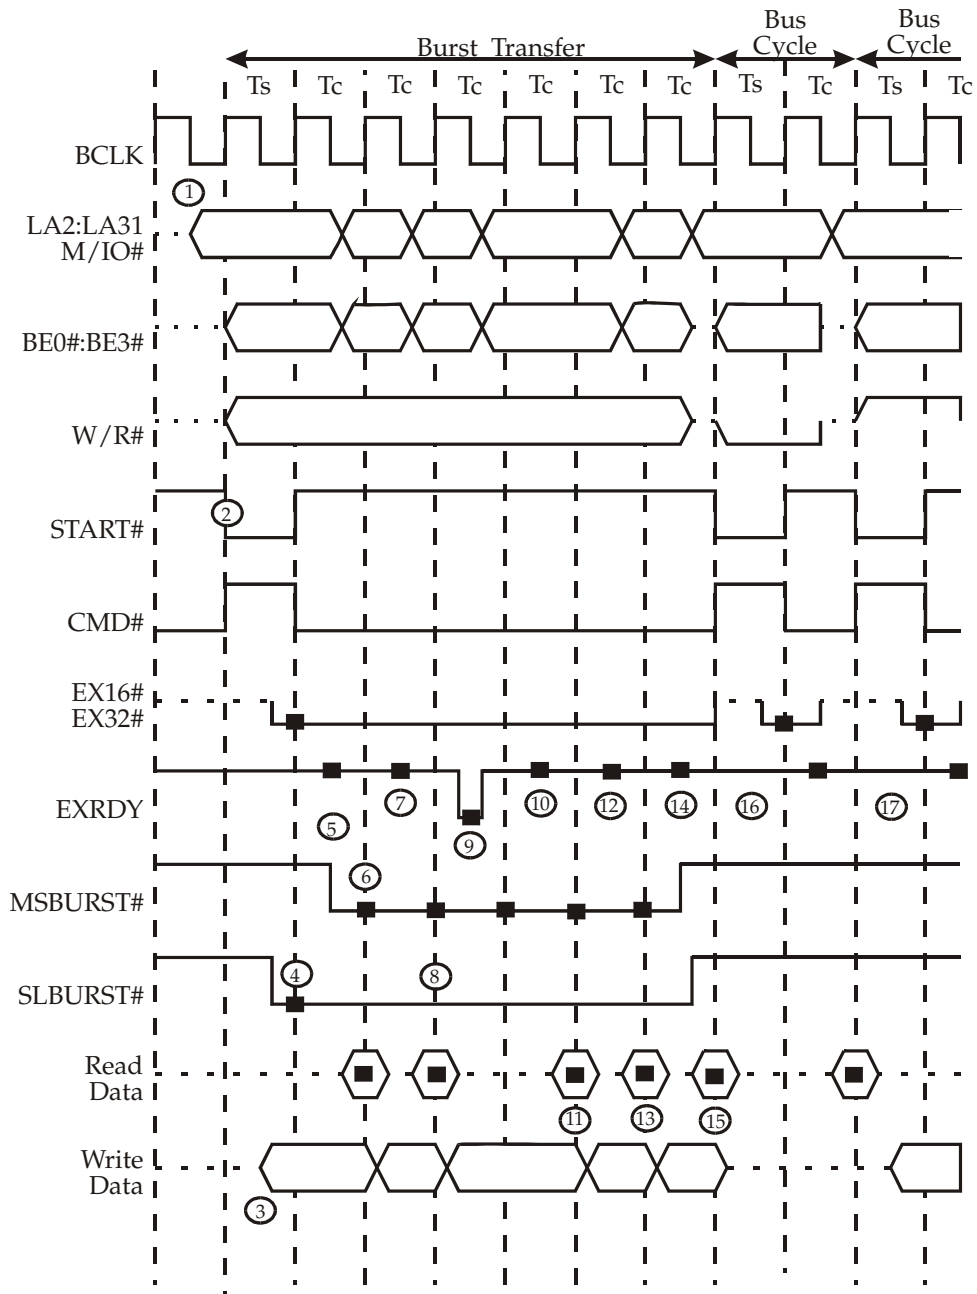 Burst Transfer
Bus
Cycle
Bus
Cycle
Ts Tc Tc Tc Tc Tc Tc Ts Tc Ts Tc
BCLK
1
LA2:LA31
M/IO#
BE0#:BE3#
W/R#
START#
2
CMD#
EX16#
EX32#
EXRDY
5
7
9
10
12
14
16
17
MSBURST#
6
SLBURST#
4
8
Read
Data
11
13
15
Write
Data
3